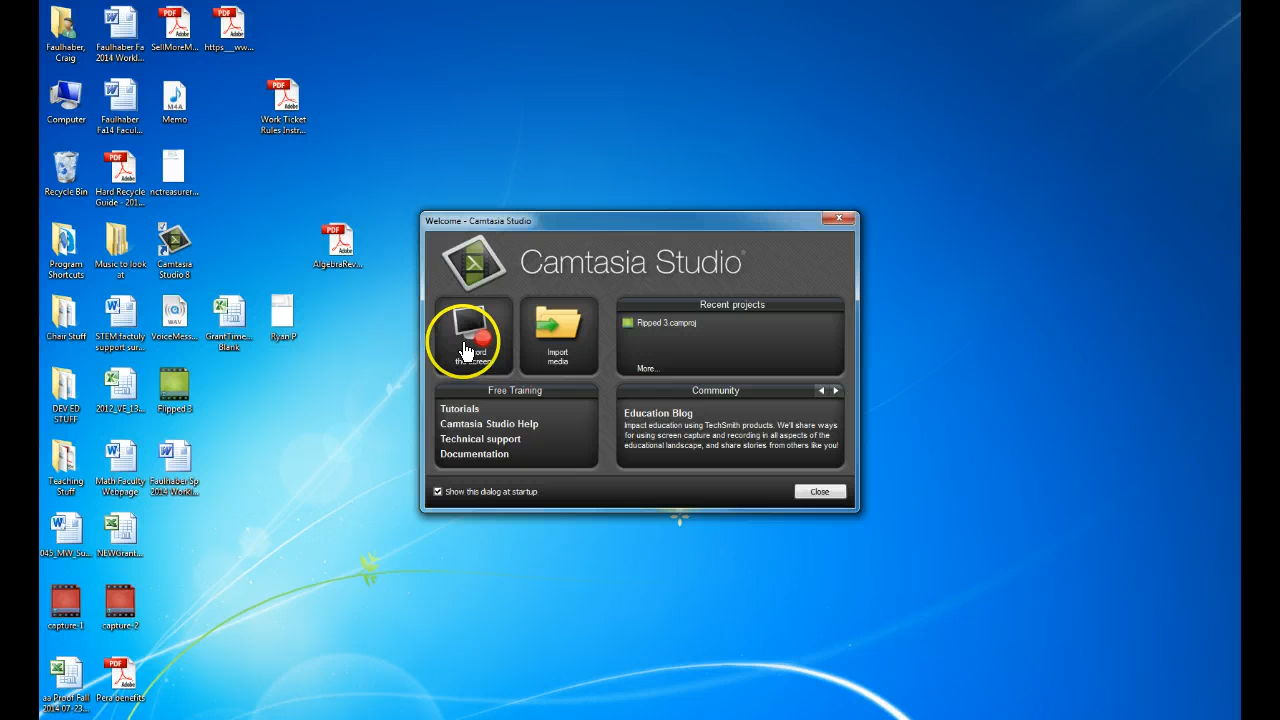 Faulhaber,
Craig
Faulhaber Fa
2014 Workl...
SellMoreM...
https__ww...
Computer
Faulhaber
Fa14 Facul...
Memo
Work Ticket
Rules Instr...
Recycle Bin
Hard Recycle
Guide - 201...
nctreasurer...
Program
Shortcuts
Music to look
at
Camtasia
Studio 8
AlgebraRev...
Chair Stuff
STEM factuly
support sur...
VoiceMess...
GrantTime...
Blank
Ryan P
DEV ED
STUFF
2012_VE_13...
Flipped 3
Teaching
Stuff
Math Faculty
Webpage
Faulhaber Sp
2014 Workl...
045_MW_Su...
NEWGrant...
capture-1
capture-2
aa Proof Fall
2014 07-23...
Pera benefits
Welcome - Camtasia Studio
Camtasia Studio®
Import
media
Recent projects
Flipped 3.camproj
More...
Free Training
Tutorials
Camtasia Studio Help
Technical support
Documentation
Community
Education Blog
Impact education using TechSmith products. We'll share ways
for using screen capture and recording in all aspects of the
educational landscape, and share stories from others like you!
Show this dialog at startup
Close